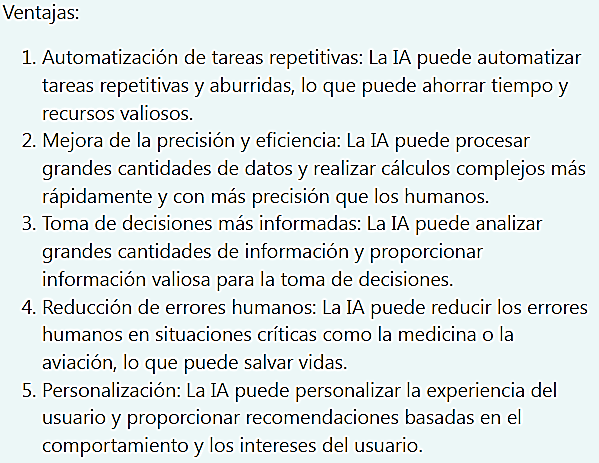 Ventajas:
1. Automatización de tareas repetitivas: La IA puede automatizar
tareas repetitivas y aburridas, lo que puede ahorrar tiempo y
recursos valiosos.
2. Mejora de la precisión y eficiencia: La IA puede procesar
grandes cantidades de datos y realizar cálculos complejos más
rápidamente y con más precisión que los humanos.
3. Toma de decisiones más informadas: La IA puede analizar
grandes cantidades de información y proporcionar
información valiosa para la toma de decisiones.
4. Reducción de errores humanos: La IA puede reducir los errores
humanos en situaciones críticas como la medicina o la
aviación, lo que puede salvar vidas.
5. Personalización: La IA puede personalizar la experiencia del
usuario y proporcionar recomendaciones basadas en el
comportamiento y los intereses del usuario.